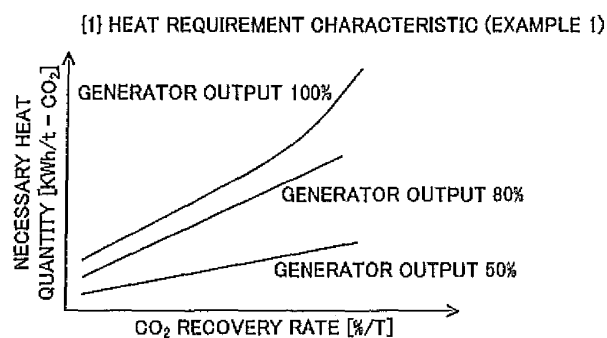 [1] HEAT REQUIREMENT CHARACTERISTIC (EXAMPLE 1)
GENERATOR OUTPUT 100%
NECESSARY HEAT
QUANTITY [KWh/t – CO₂]
GENERATOR OUTPUT 80%
GENERATOR OUTPUT 50%
CO₂ RECOVERY RATE [%/T]